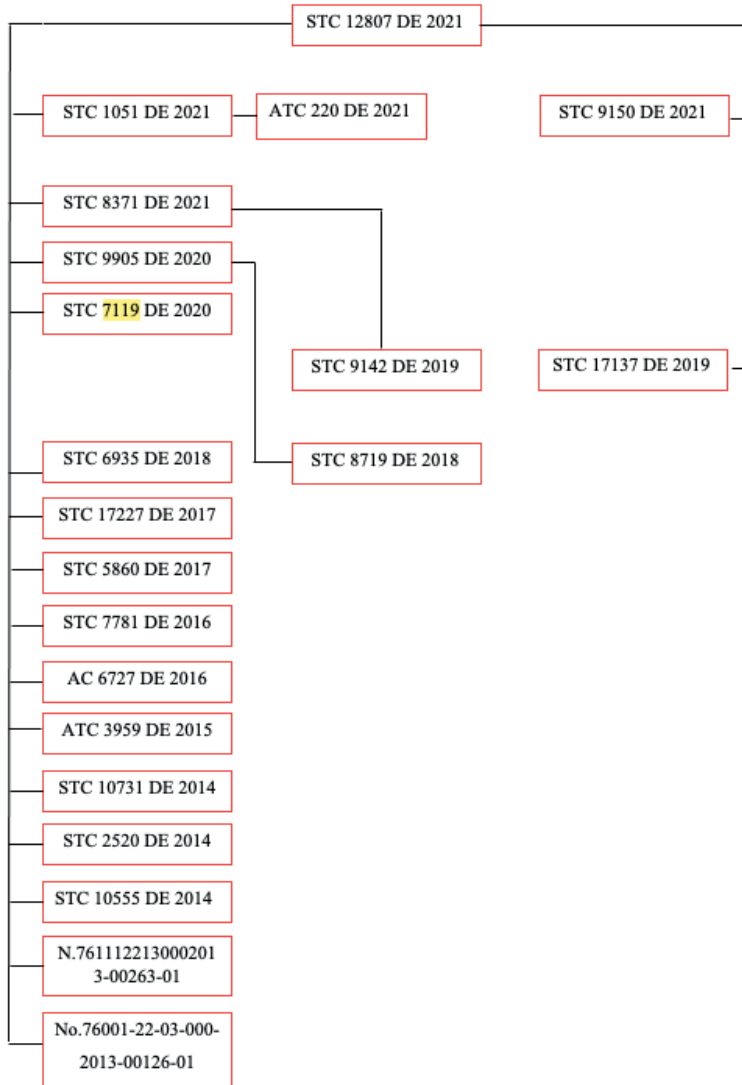 STC 12807 DE 2021
STC 1051 DE 2021
ATC 220 DE 2021
STC 9150 DE 2021
STC 8371 DE 2021
STC 9905 DE 2020
STC 7119 DE 2020
STC 9142 DE 2019
STC 17137 DE 2019
STC 6935 DE 2018
STC 8719 DE 2018
STC 17227 DE 2017
STC 5860 DE 2017
STC 7781 DE 2016
AC 6727 DE 2016
ATC 3959 DE 2015
STC 10731 DE 2014
STC 2520 DE 2014
STC 10555 DE 2014
N.761112213000201
3-00263-01
No.76001-22-03-000-
2013-00126-01